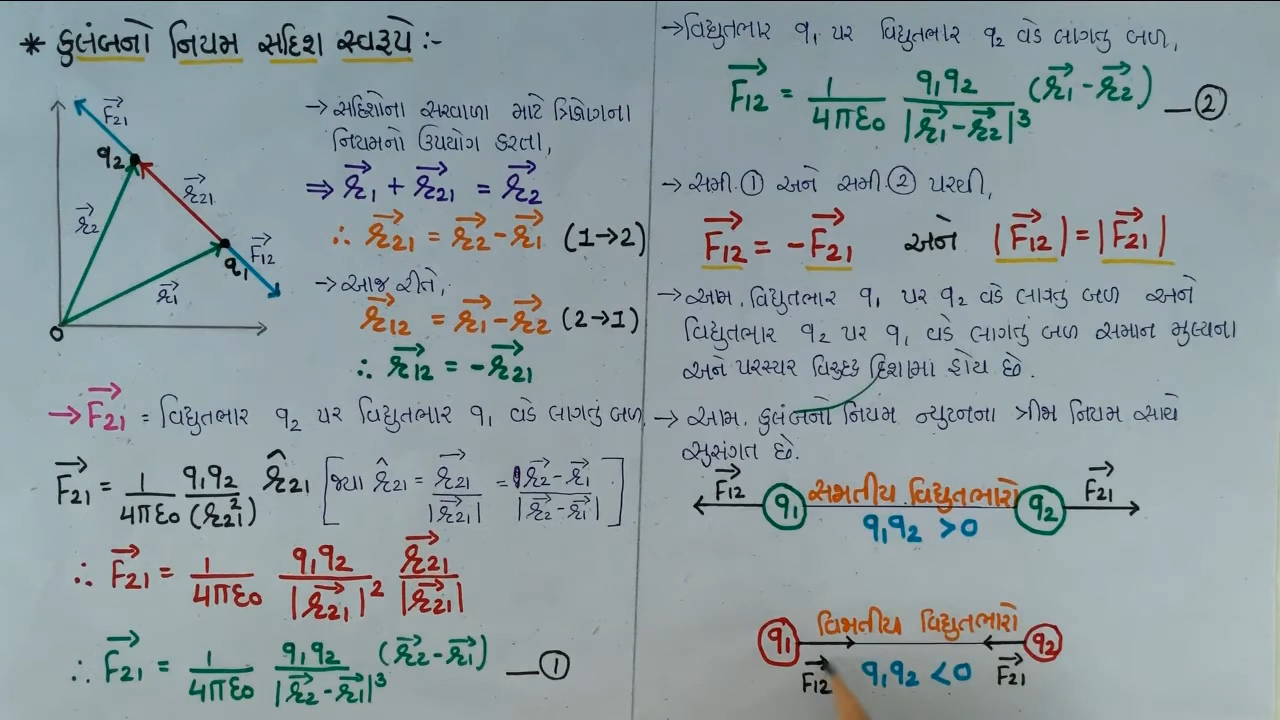 * કુલંબનો નિયમ સદિશ સ્વરૂપે :-
F⃗21
q2
r⃗21
r⃗2
F⃗12
q1
r⃗1
O
→ સદિશોના સરવાળા માટે ત્રિકોણના
નિયમનો ઉપયોગ કરતા,
⇒ r⃗1 + r⃗21 = r⃗2
∴ r⃗21 = r⃗2 - r⃗1 (1→2)
→ આજ રીતે,
r⃗12 = r⃗1 - r⃗2 (2→1)
∴ r⃗12 = - r⃗21
→ F⃗21 = વિદ્યુતભાર q2 પર વિદ્યુતભાર q1 વડે લાગતું બળ,
F⃗21 = 1/4πε0 q1q2/(r21²) r̂21 [જ્યાં r̂21 = r⃗21/|r⃗21| = r⃗2 - r⃗1/|r⃗2 - r⃗1|]
∴ F⃗21 = 1/4πε0 q1q2/|r⃗21|² r⃗21/|r⃗21|
∴ F⃗21 = 1/4πε0 q1q2/|r⃗2 - r⃗1|³ (r⃗2 - r⃗1) — ①
→ વિદ્યુતભાર q1 પર વિદ્યુતભાર q2 વડે લાગતું બળ,
F⃗12 = 1/4πε0 q1q2/|r⃗1 - r⃗2|³ (r⃗1 - r⃗2) — ②
→ સમી.① અને સમી.② પરથી,
F⃗12 = - F⃗21 અને |F⃗12| = |F⃗21|
→ આમ, વિદ્યુતભાર q1 પર q2 વડે લાગતું બળ અને
વિદ્યુતભાર q2 પર q1 વડે લાગતું બળ સમાન મુલ્યના
અને પરસ્પર વિરુદ્ધ દિશામાં હોય છે.
→ આમ, કુલંબનો નિયમ ન્યુટનના ત્રીજા નિયમ સાથે
સુસંગત છે.
F⃗12 q1 સજાતીય વિદ્યુતભારો q2 F⃗21
q1q2 > 0
q1 વિજાતીય વિદ્યુતભારો q2
F⃗12 q1q2 < 0 F⃗21